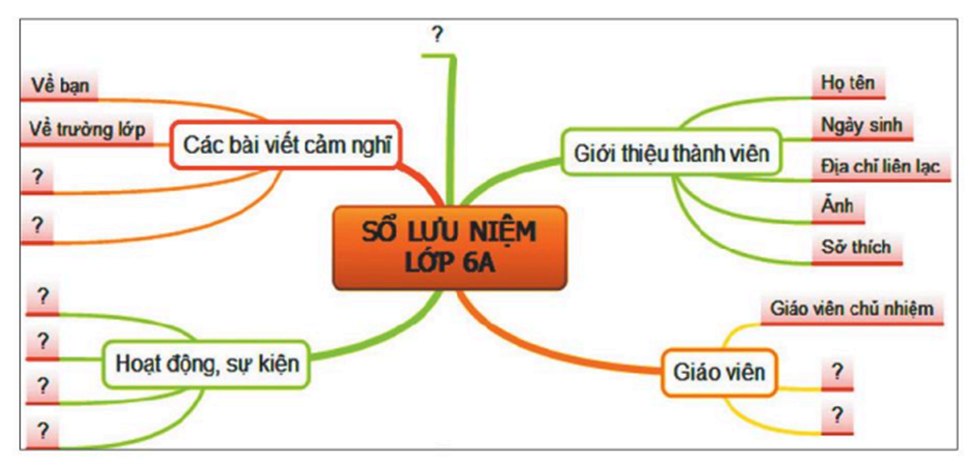 ?
Về bạn
Về trường lớp
?
?
Các bài viết cảm nghĩ
Giới thiệu thành viên
Họ tên
Ngày sinh
Địa chỉ liên lạc
Ảnh
Sở thích
SỔ LƯU NIỆM
LỚP 6A
?
?
?
?
Hoạt động, sự kiện
Giáo viên
Giáo viên chủ nhiệm
?
?